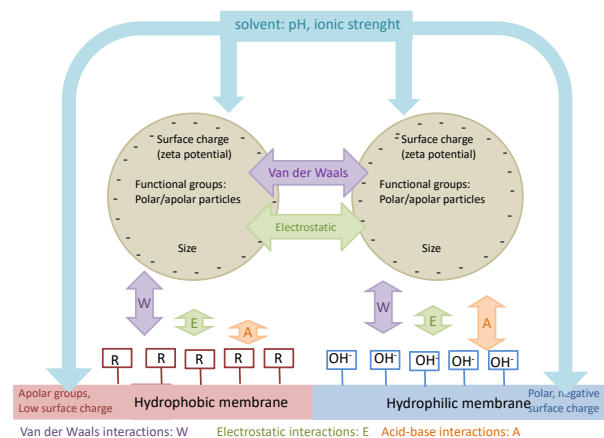 solvent: pH, ionic strenght
Surface charge
(zeta potential)
Functional groups:
Polar/apolar particles
Size
Van der Waals
Electrostatic
Surface charge
(zeta potential)
Functional groups:
Polar/apolar particles
Size
W
E
A
W
E
A
R
R
R
R
R
OH-
OH-
OH-
OH-
OH-
Apolar groups,
Low surface charge
Hydrophobic membrane
Hydrophilic membrane
Polar, negative
surface charge
Van der Waals interactions: W
Electrostatic interactions: E
Acid-base interactions: A